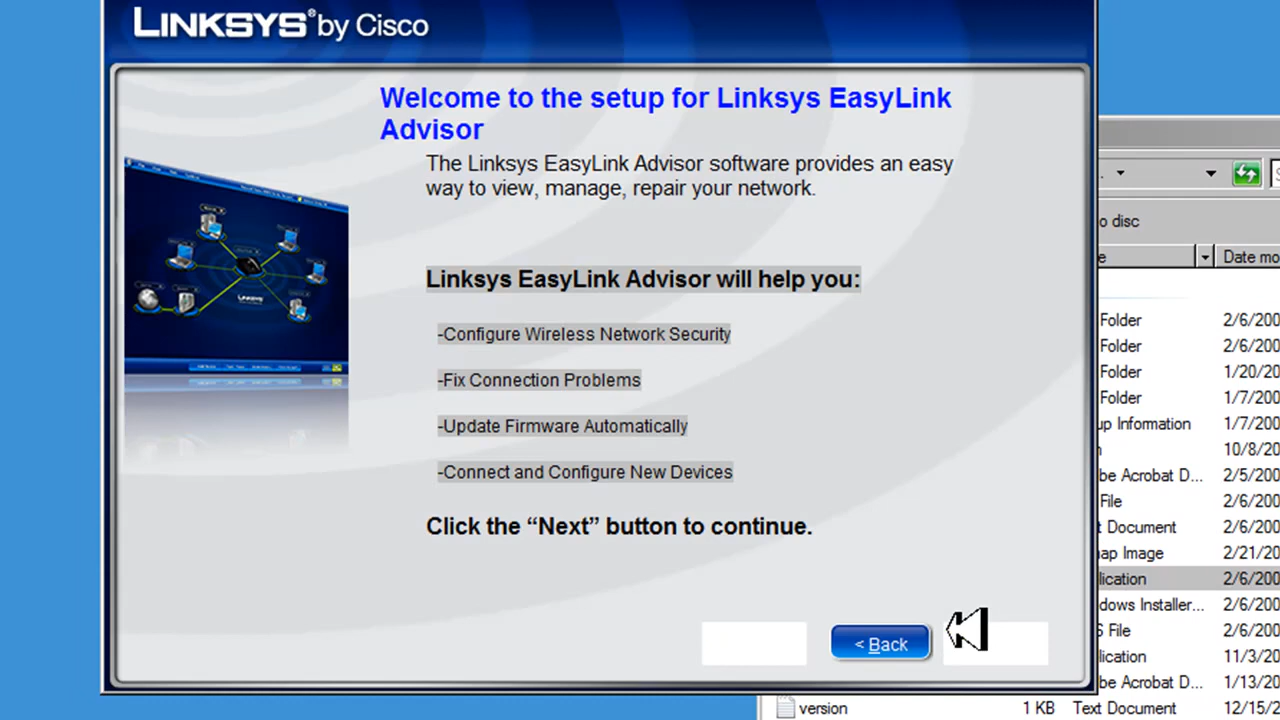 LINKSYS® by Cisco
Welcome to the setup for Linksys EasyLink
Advisor
The Linksys EasyLink Advisor software provides an easy
way to view, manage, repair your network.
Linksys EasyLink Advisor will help you:
-Configure Wireless Network Security
-Fix Connection Problems
-Update Firmware Automatically
-Connect and Configure New Devices
Click the “Next” button to continue.
< Back
o disc
e Date mo
Folder 2/6/200
Folder 2/6/200
Folder 1/20/20
Folder 1/7/200
up Information 1/7/200
10/8/20
be Acrobat D... 2/5/200
File 2/6/200
t Document 2/6/200
ap Image 2/21/20
lication 2/6/200
dows Installer... 2/6/200
S File 2/6/200
lication 11/3/20
be Acrobat D... 1/13/20
version 1 KB Text Document 12/15/2